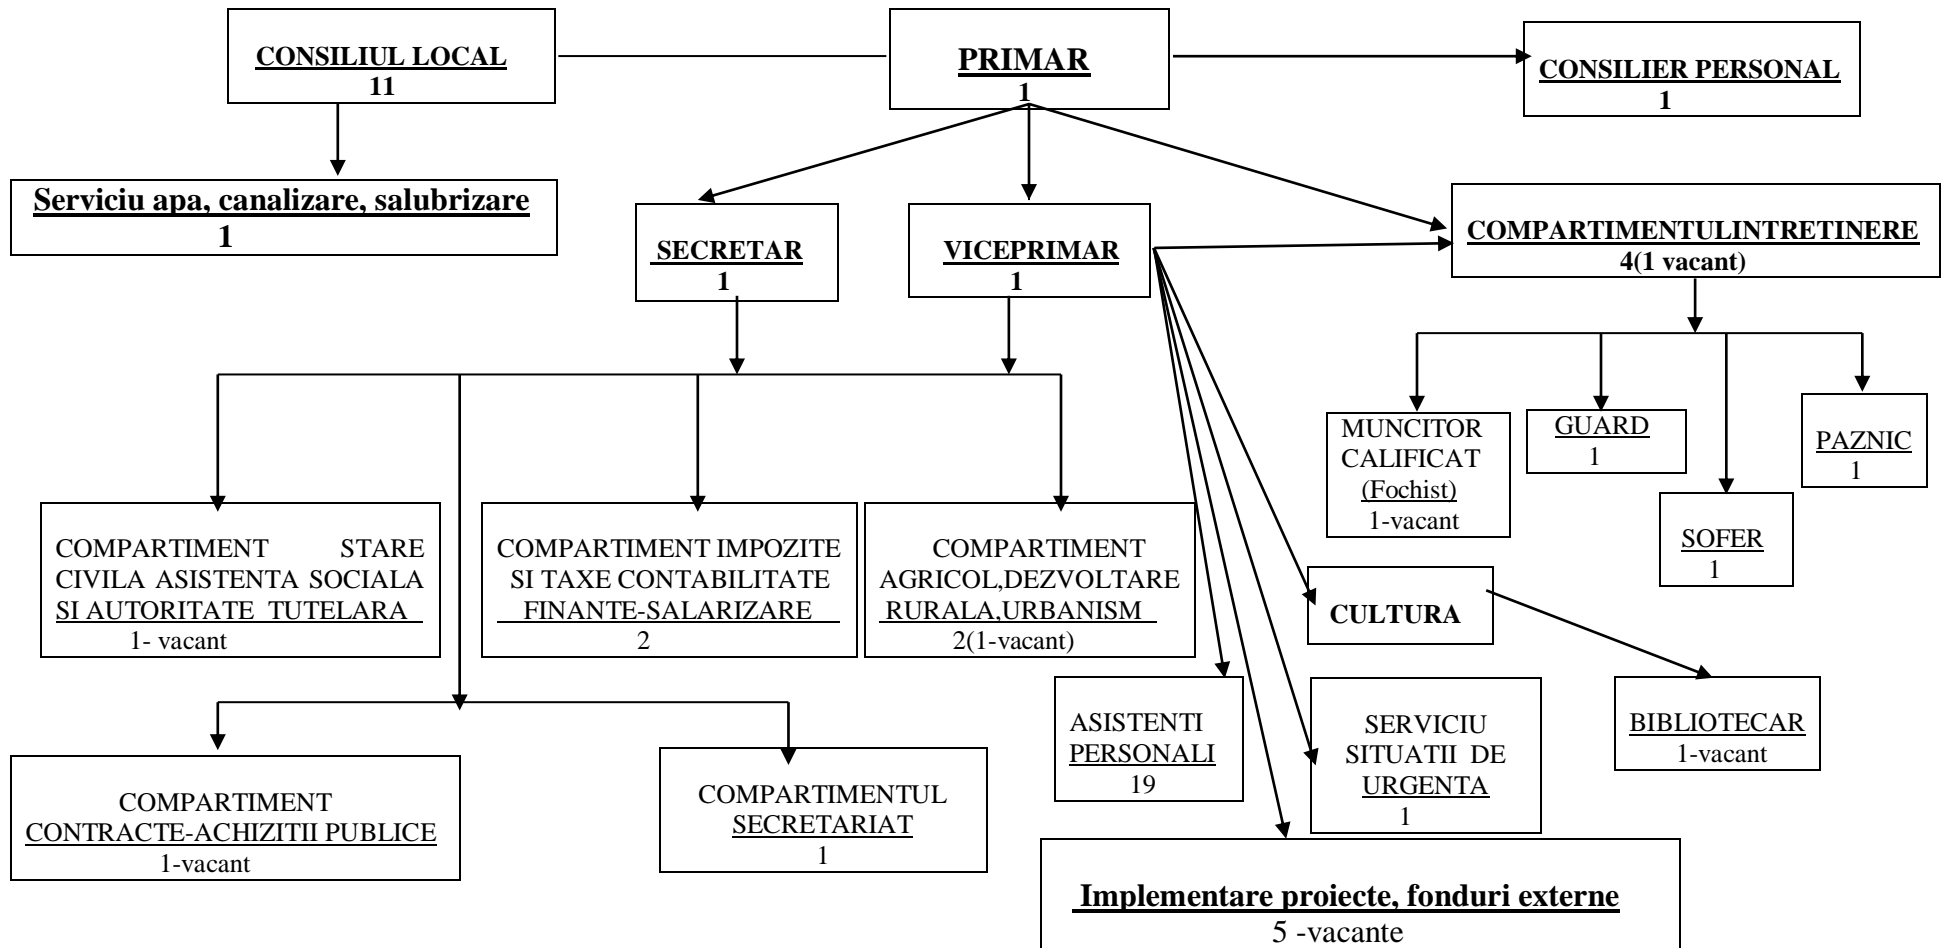 CONSILIUL LOCAL
11
PRIMAR
1
CONSILIER PERSONAL
1
Serviciu apa, canalizare, salubrizare
1
SECRETAR
1
VICEPRIMAR
1
COMPARTIMENTULINTRETINERE
4(1 vacant)
MUNCITOR
CALIFICAT
(Fochist)
1-vacant
GUARD
1
SOFER
1
PAZNIC
1
COMPARTIMENT STARE
CIVILA ASISTENTA SOCIALA
SI AUTORITATE TUTELARA
1- vacant
COMPARTIMENT IMPOZITE
SI TAXE CONTABILITATE
FINANTE-SALARIZARE
2
COMPARTIMENT
AGRICOL,DEZVOLTARE
RURALA,URBANISM
2(1-vacant)
CULTURA
ASISTENTI
PERSONALI
19
SERVICIU
SITUATII DE
URGENTA
1
BIBLIOTECAR
1-vacant
COMPARTIMENT
CONTRACTE-ACHIZITII PUBLICE
1-vacant
COMPARTIMENTUL
SECRETARIAT
1
Implementare proiecte, fonduri externe
5 -vacante